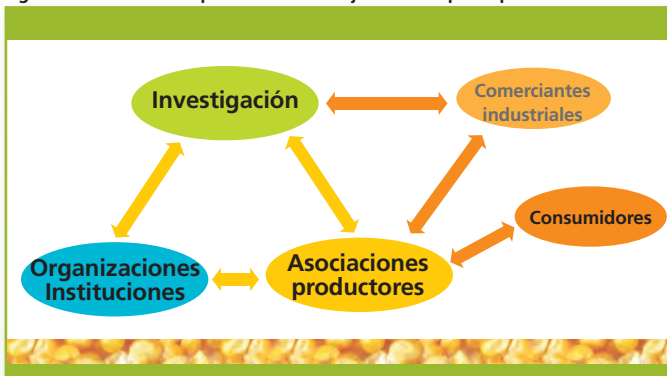 Investigación
Comerciantes
industriales
Consumidores
Organizaciones
Instituciones
Asociaciones
productores